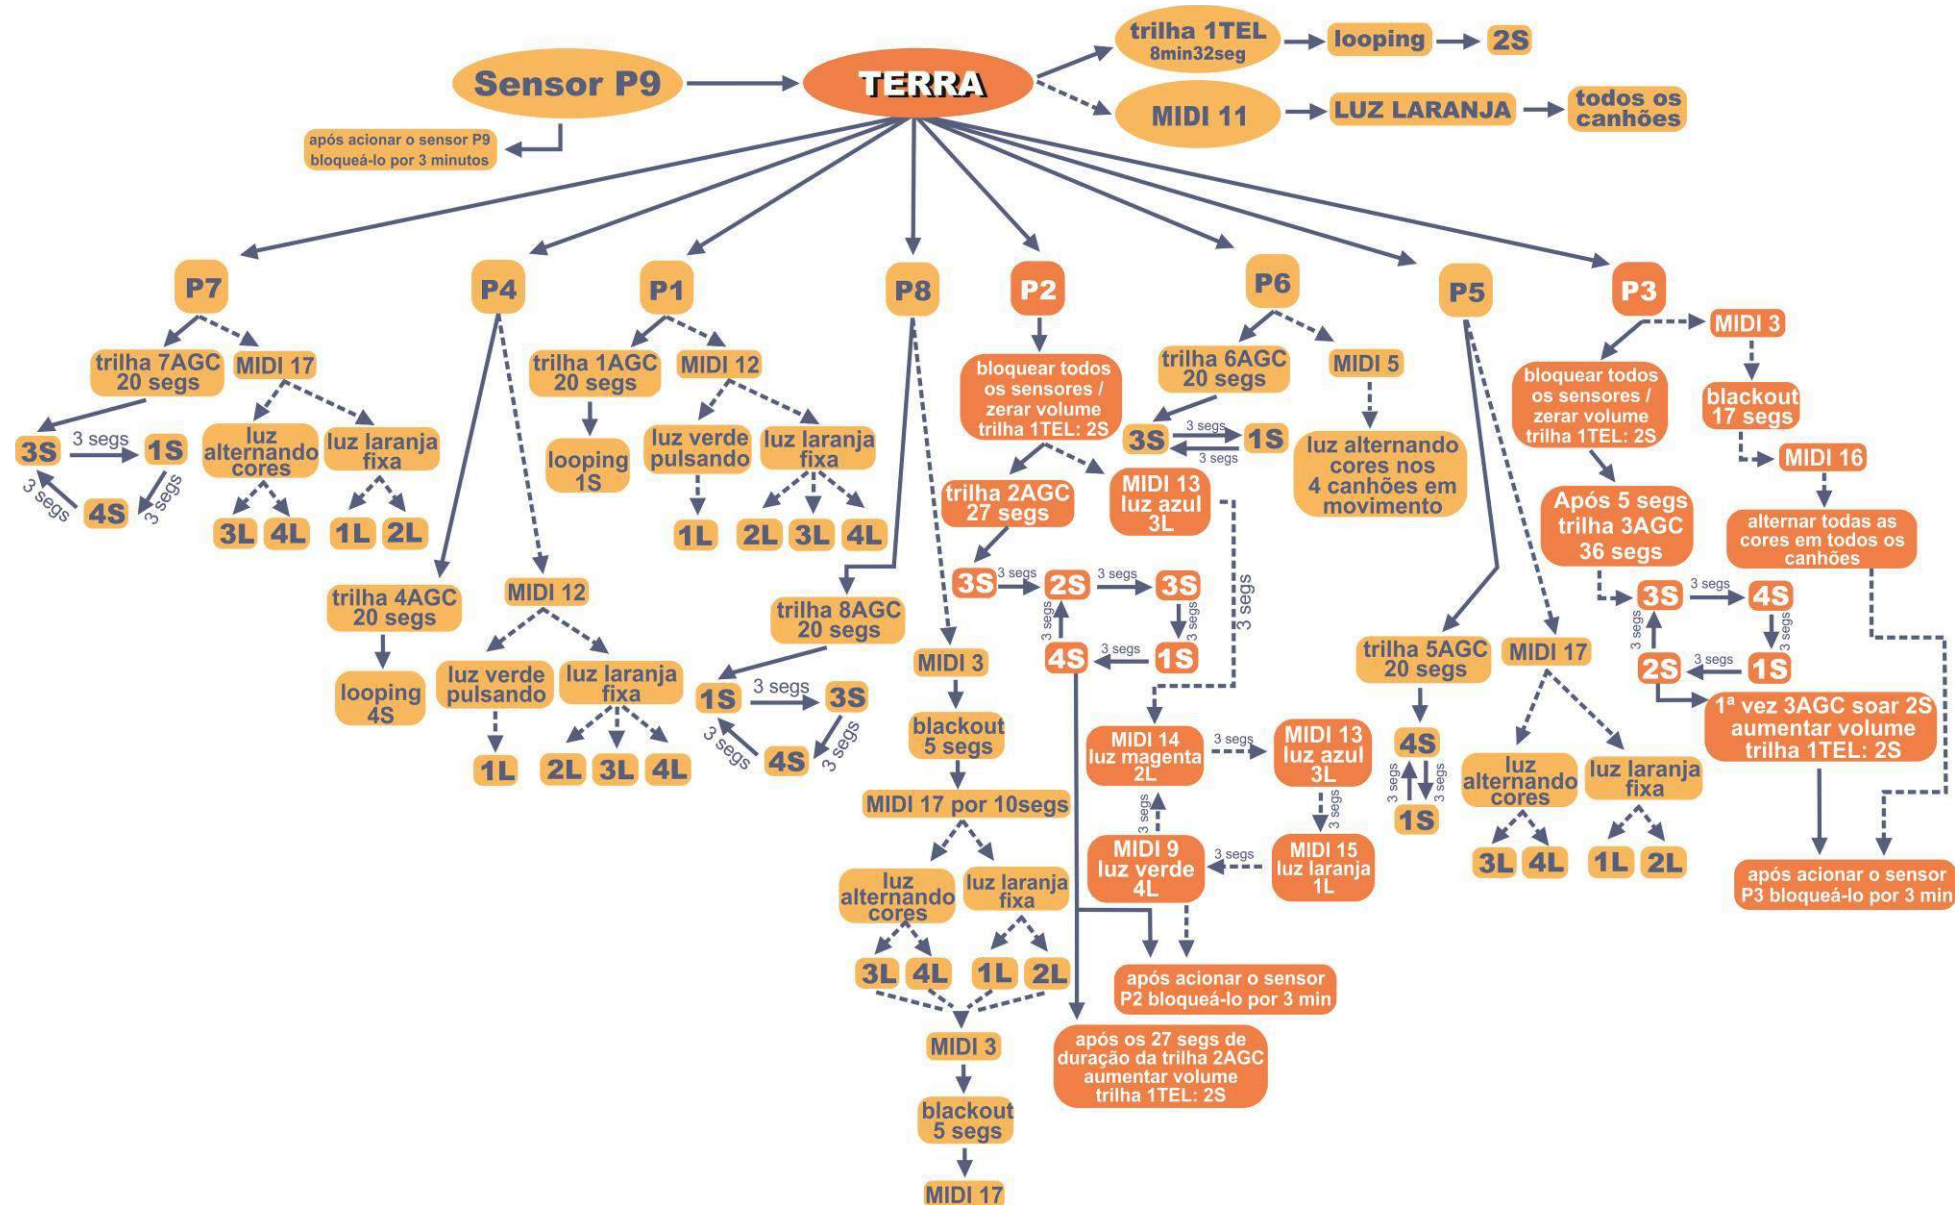 trilha 1TEL
8min32seg
looping
2S
Sensor P9
TERRA
MIDI 11
LUZ LARANJA
todos os
canhões
após acionar o sensor P9
bloqueá-lo por 3 minutos
P7
trilha 7AGC
20 segs
MIDI 17
3S
3 segs
1S
3 segs
4S
3 segs
luz
alternando
cores
luz laranja
fixa
3L
4L
1L
2L
P4
trilha 4AGC
20 segs
looping
4S
MIDI 12
luz verde
pulsando
luz laranja
fixa
1L
2L
3L
4L
P1
trilha 1AGC
20 segs
MIDI 12
looping
1S
luz verde
pulsando
luz laranja
fixa
1L
2L
3L
4L
P8
trilha 8AGC
20 segs
1S
3 segs
3S
3 segs
4S
3 segs
MIDI 3
blackout
5 segs
MIDI 17 por 10segs
luz
alternando
cores
luz laranja
fixa
3L
4L
1L
2L
MIDI 3
blackout
5 segs
MIDI 17
P2
bloquear todos
os sensores /
zerar volume
trilha 1TEL: 2S
trilha 2AGC
27 segs
MIDI 13
luz azul
3L
3S
3 segs
2S
3 segs
3S
3 segs
3 segs
4S
3 segs
1S
3 segs
MIDI 14
luz magenta
2L
3 segs
MIDI 13
luz azul
3L
3 segs
3 segs
MIDI 9
luz verde
4L
3 segs
MIDI 15
luz laranja
1L
após acionar o sensor
P2 bloqueá-lo por 3 min
após os 27 segs de
duração da trilha 2AGC
aumentar volume
trilha 1TEL: 2S
P6
trilha 6AGC
20 segs
MIDI 5
3S
3 segs
1S
3 segs
luz alternando
cores nos
4 canhões em
movimento
P5
trilha 5AGC
20 segs
MIDI 17
4S
3 segs
3 segs
1S
luz
alternando
cores
luz laranja
fixa
3L
4L
1L
2L
P3
MIDI 3
bloquear todos
os sensores /
zerar volume
trilha 1TEL: 2S
blackout
17 segs
MIDI 16
Após 5 segs
trilha 3AGC
36 segs
alternar todas as
cores em todos os
canhões
3S
3 segs
4S
3 segs
3 segs
2S
3 segs
1S
1ª vez 3AGC soar 2S
aumentar volume
trilha 1TEL: 2S
após acionar o sensor
P3 bloqueá-lo por 3 min